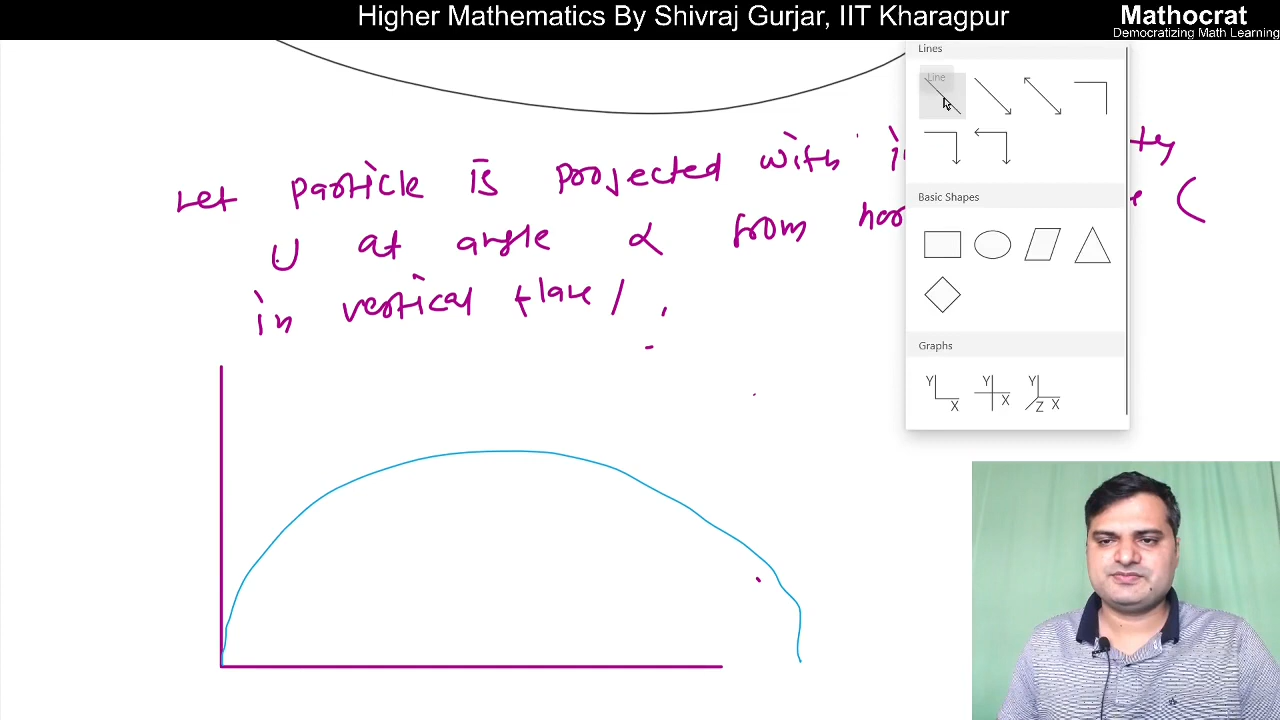 Higher Mathematics By Shivraj Gurjar, IIT Kharagpur
Mathocrat
Democratizing Math Learning
Lines
Line
Basic Shapes
Graphs
Y
X
Y
X
Y
Z X
Let particle is projected with
U at angle α from (
in vertical plane / .